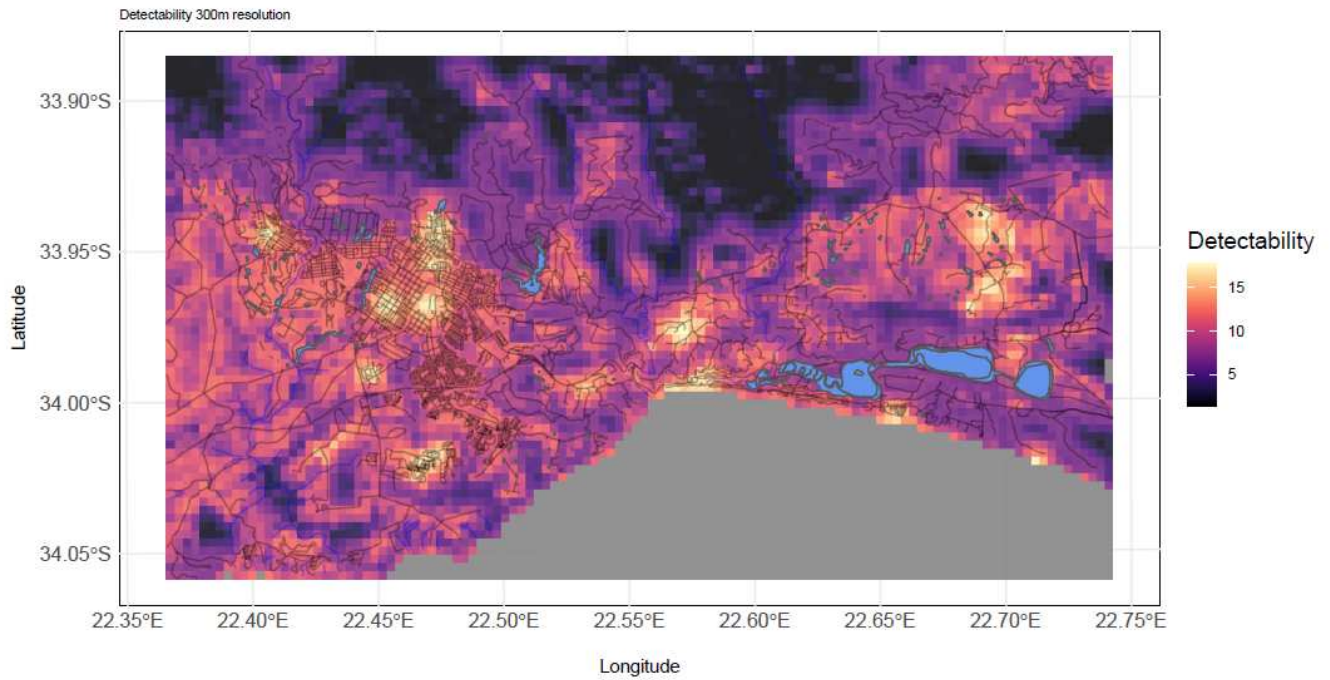 Detectability 300m resolution
33.90°S
33.95°S
34.00°S
34.05°S
Latitude
22.35°E 22.40°E 22.45°E 22.50°E 22.55°E 22.60°E 22.65°E 22.70°E 22.75°E
Longitude
Detectability
15
10
5